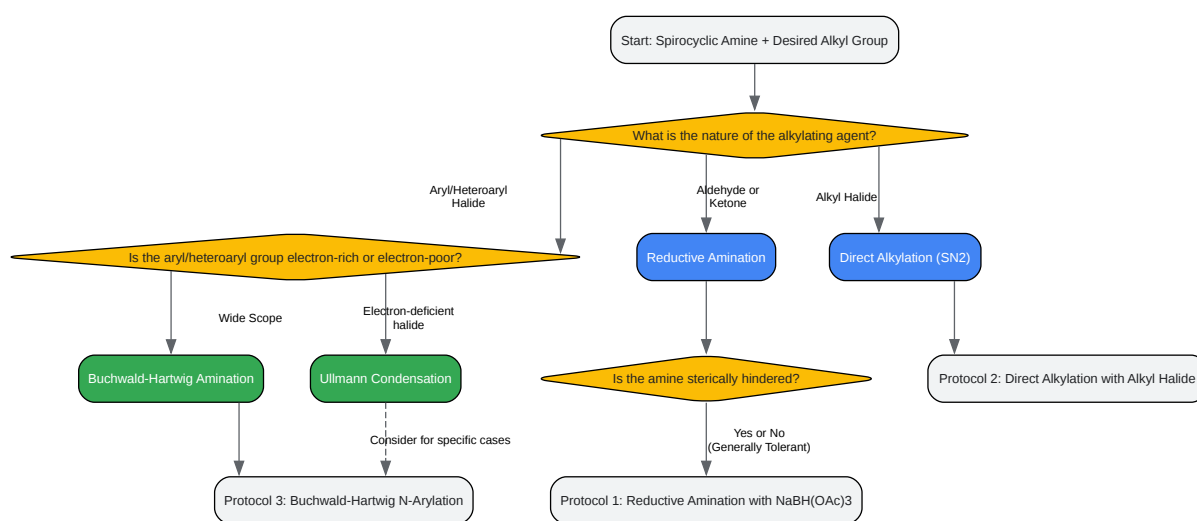 Start: Spirocyclic Amine + Desired Alkyl Group
What is the nature of the alkylating agent?
Aryl/Heteroaryl
Halide
Aldehyde or
Ketone
Alkyl Halide
Is the aryl/heteroaryl group electron-rich or electron-poor?
Reductive Amination
Direct Alkylation (SN2)
Wide Scope
Electron-deficient
halide
Buchwald-Hartwig Amination
Ullmann Condensation
Is the amine sterically hindered?
Protocol 2: Direct Alkylation with Alkyl Halide
Consider for specific cases
Yes or No
(Generally Tolerant)
Protocol 3: Buchwald-Hartwig N-Arylation
Protocol 1: Reductive Amination with NaBH(OAc)3